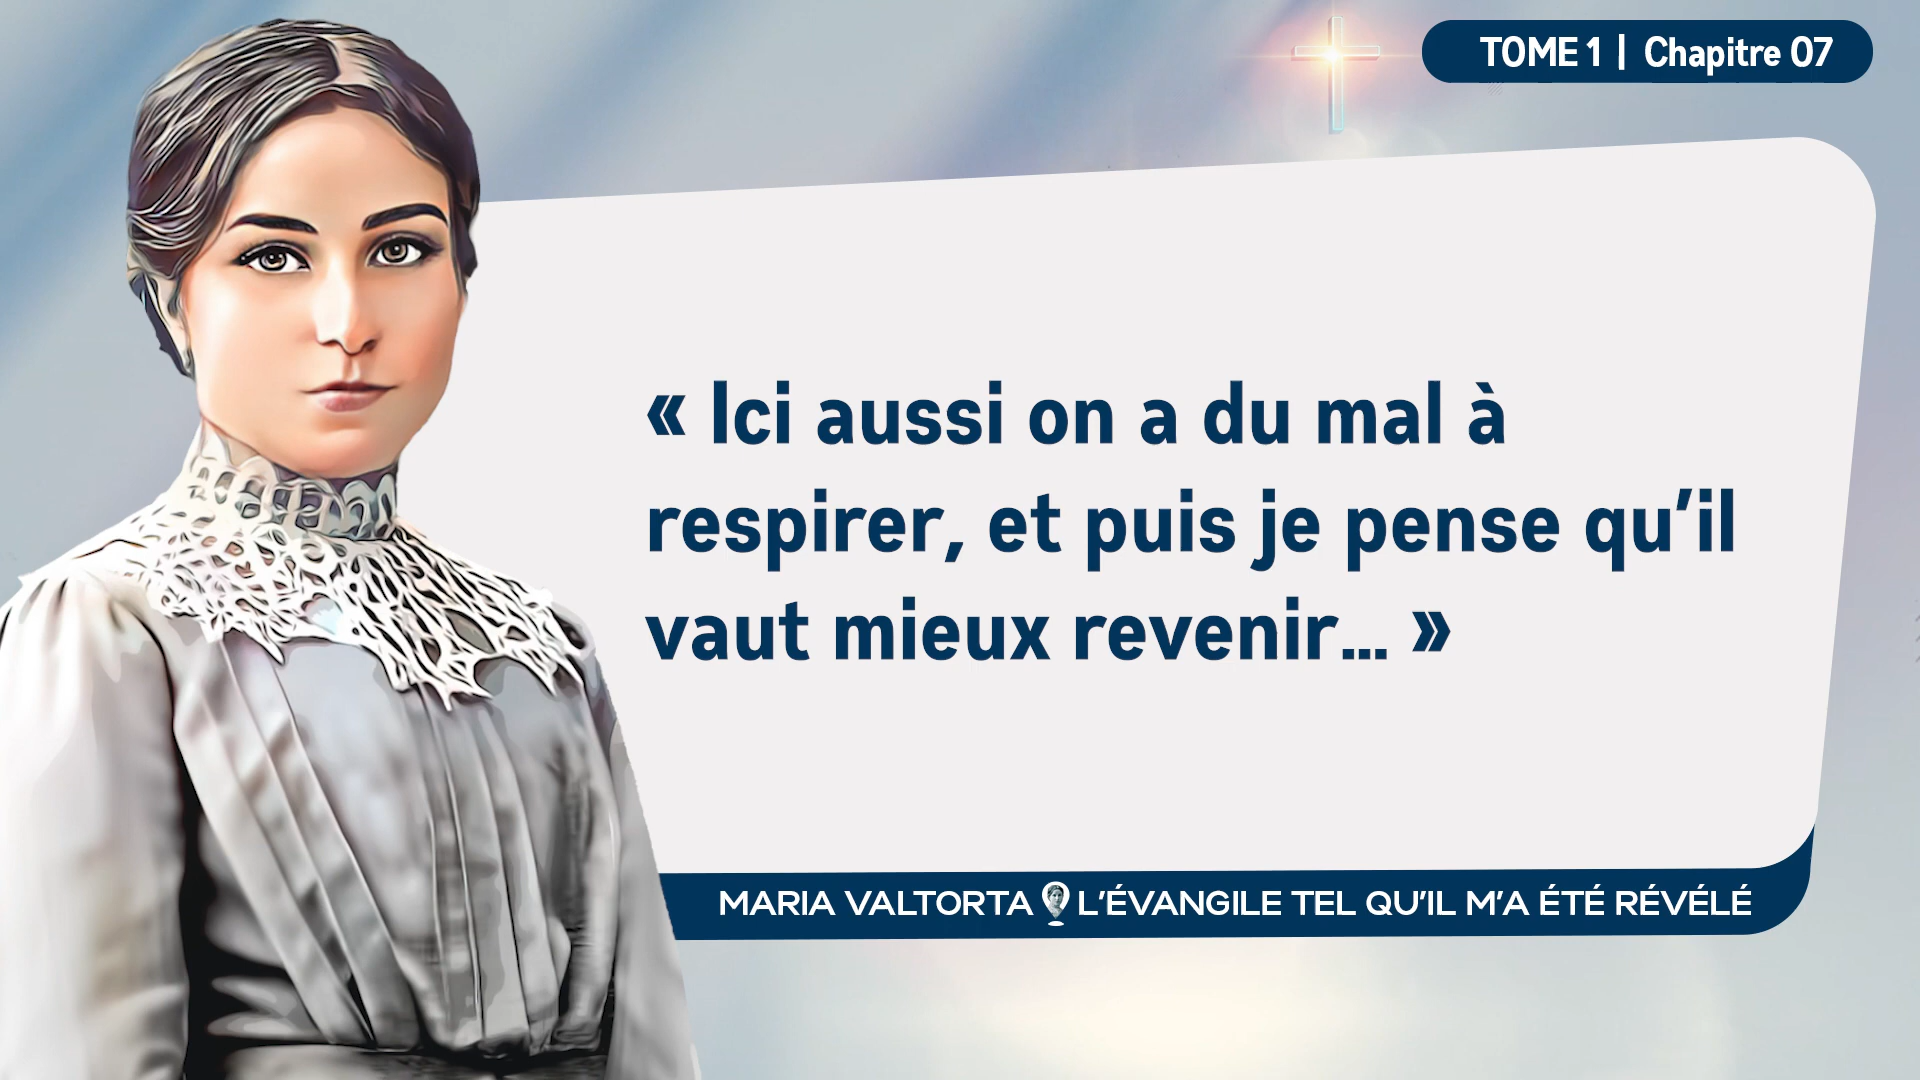 TOME 1 | Chapitre 07
« Ici aussi on a du mal à
respirer, et puis je pense qu’il
vaut mieux revenir... »
MARIA VALTORTA L’ÉVANGILE TEL QU’IL M’A ÉTÉ RÉVÉLÉ